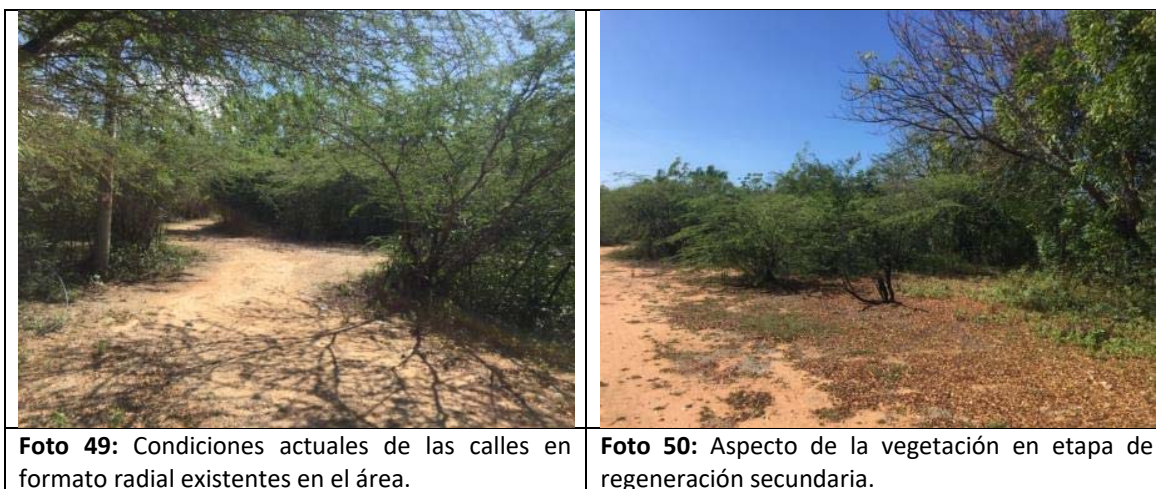 Foto 49: Condiciones actuales de las calles en
formato radial existentes en el área.
Foto 50: Aspecto de la vegetación en etapa de
regeneración secundaria.